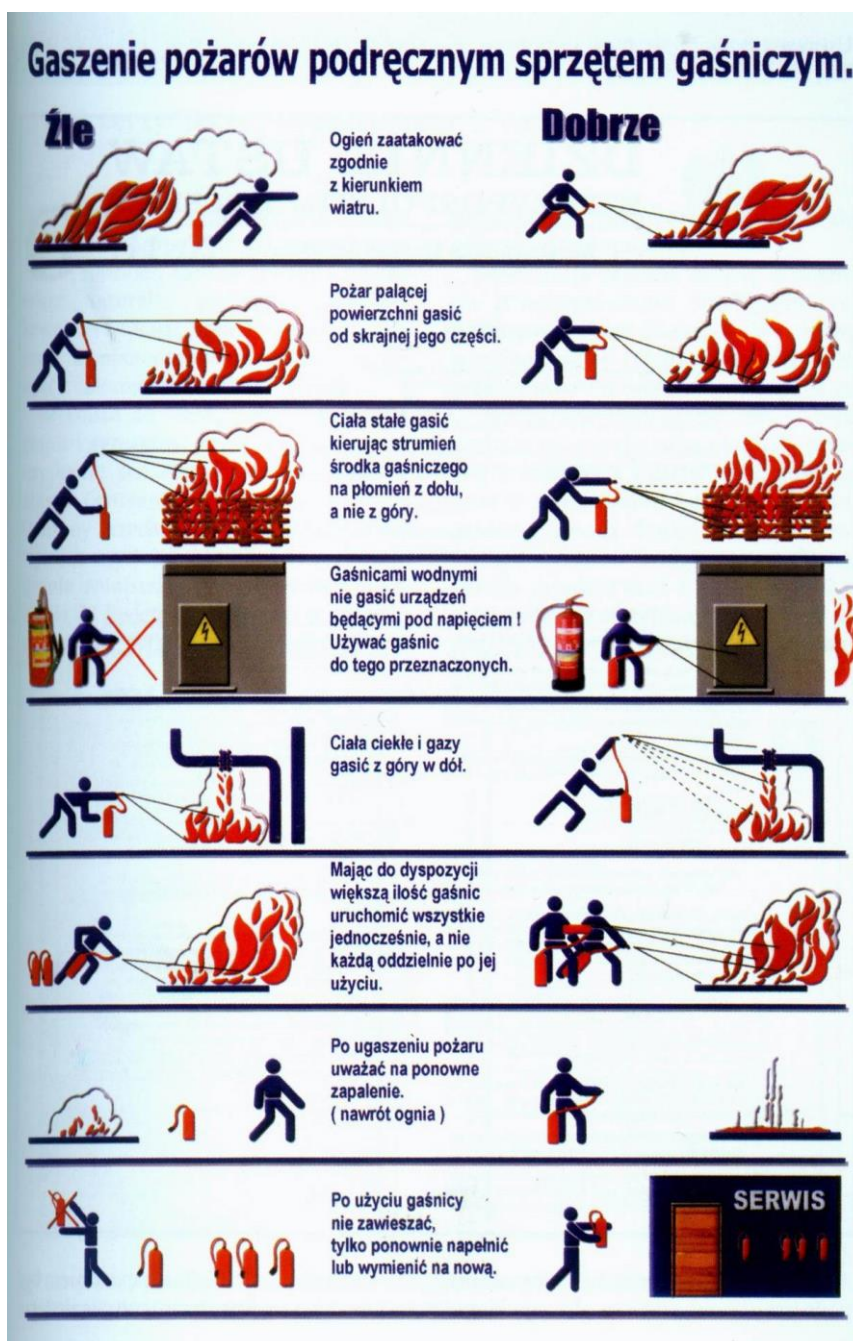 Gaszenie pożarów podręcznym sprzętem gaśniczym.
Źle
Dobrze
Ogień zaatakować
zgodnie
z kierunkiem
wiatru.
Pożar palącej
powierzchni gasić
od skrajnej jego części.
Ciała stałe gasić
kierując strumień
środka gaśniczego
na płomień z dołu,
a nie z góry.
Gaśnicami wodnymi
nie gasić urządzeń
będącymi pod napięciem !
Używać gaśnic
do tego przeznaczonych.
Ciała ciekłe i gazy
gasić z góry w dół.
Mając do dyspozycji
większą ilość gaśnic
uruchomić wszystkie
jednocześnie, a nie
każdą oddzielnie po jej
użyciu.
Po ugaszeniu pożaru
uważać na ponowne
zapalenie.
( nawrót ognia )
Po użyciu gaśnicy
nie zawieszać,
tylko ponownie napełnić
lub wymienić na nową.
SERWIS